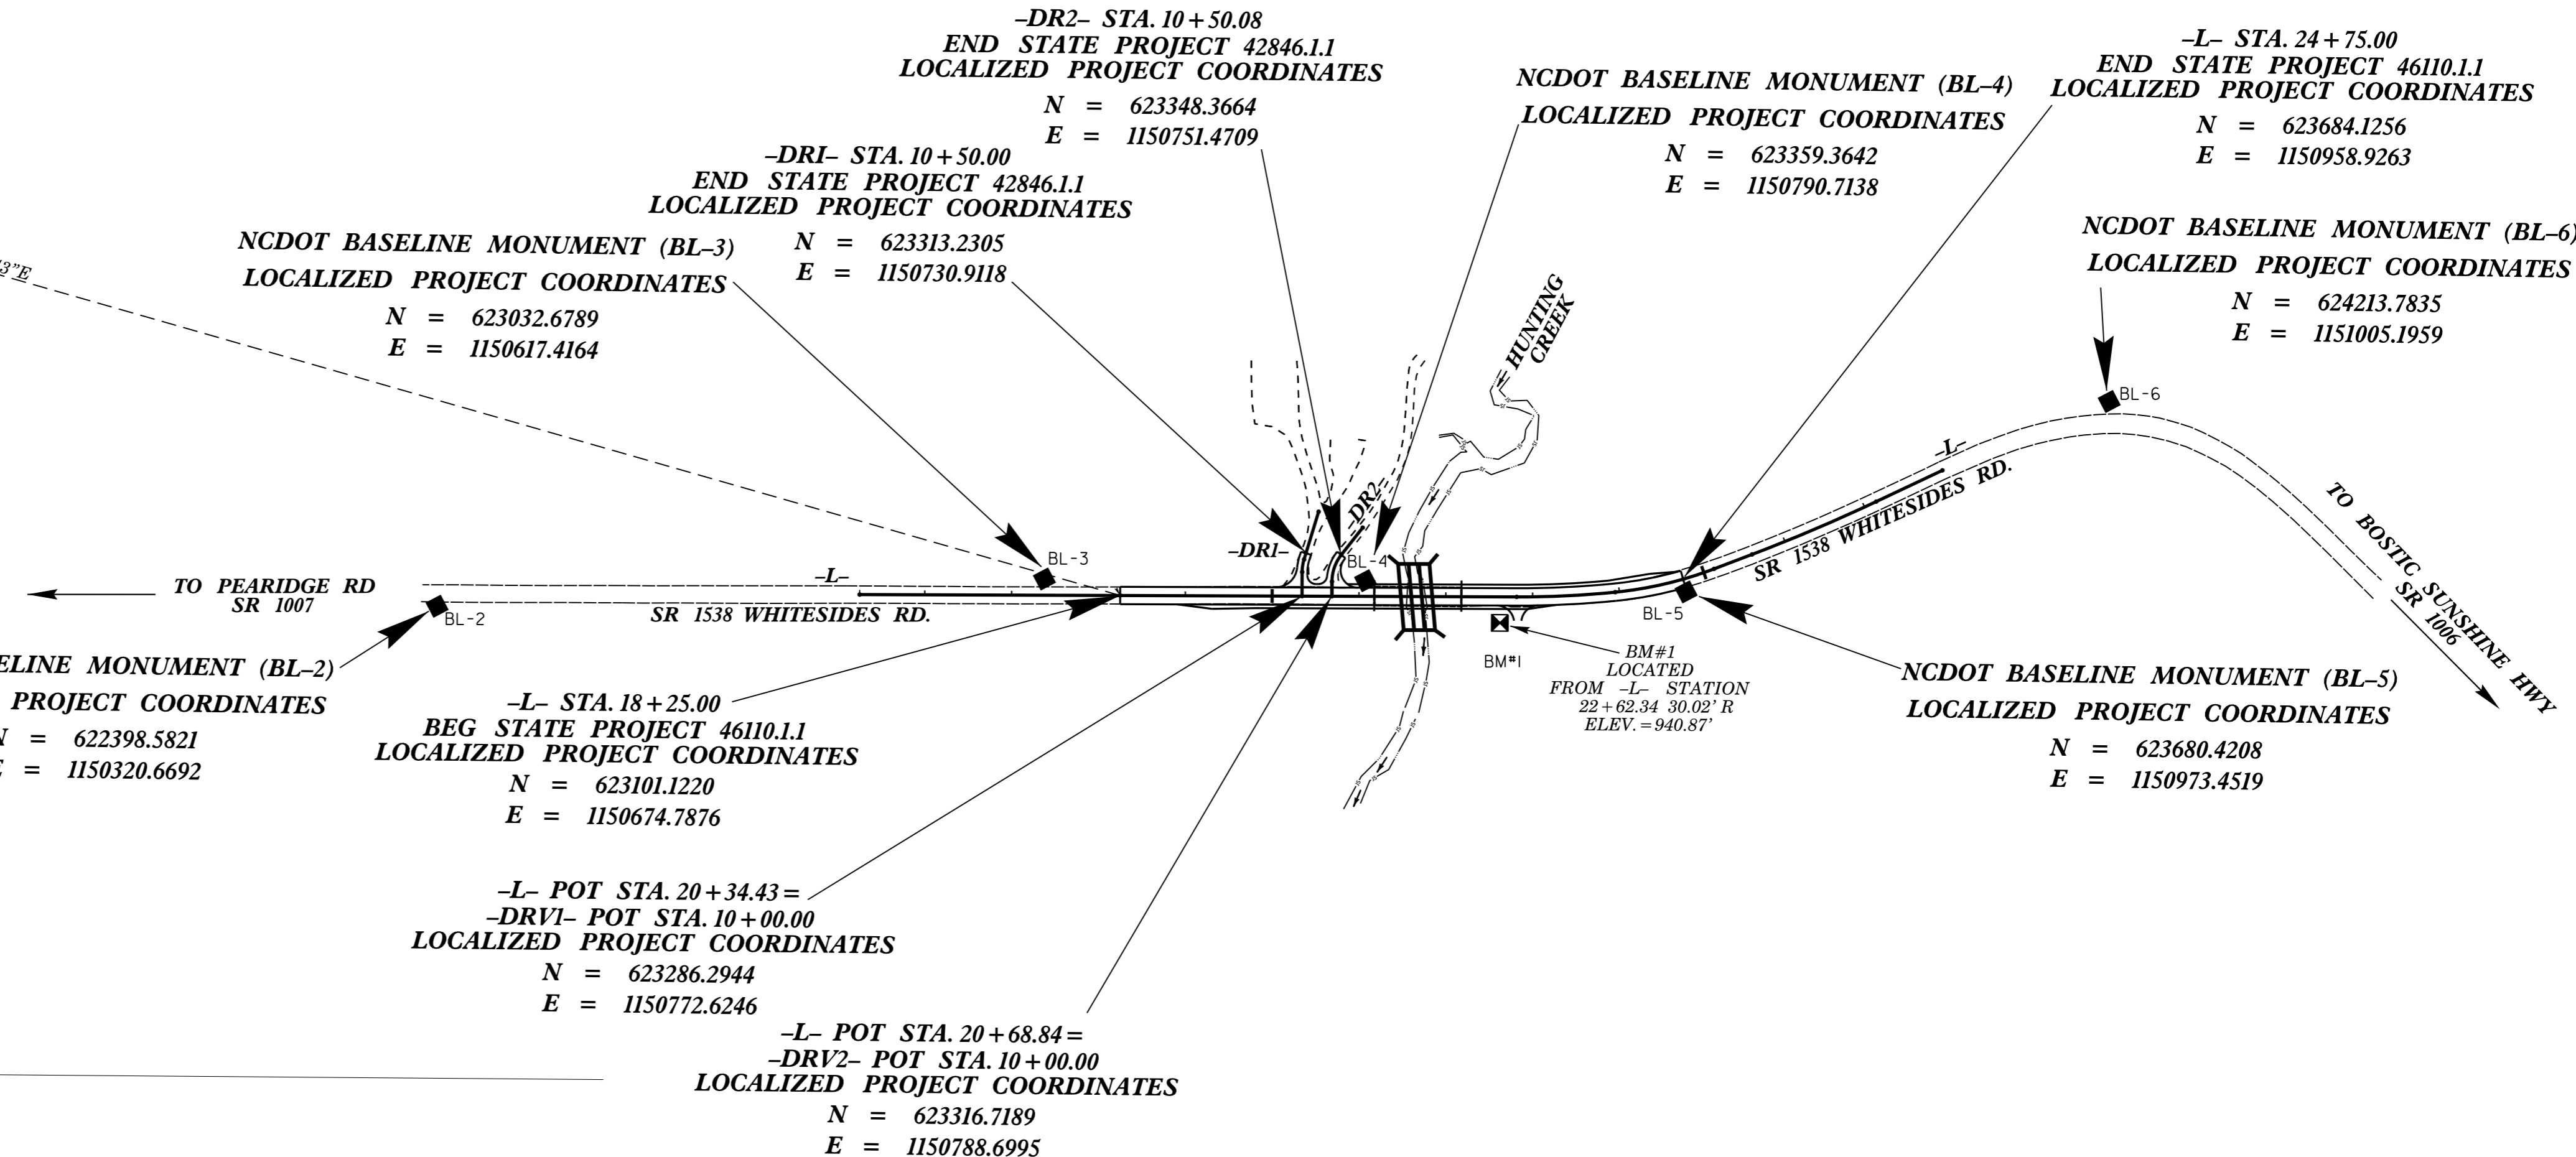 –DR2– STA. 10+50.08
END STATE PROJECT 42846.1.1
LOCALIZED PROJECT COORDINATES
N = 623348.3664
E = 1150751.4709
–L– STA. 24+75.00
END STATE PROJECT 46110.1.1
LOCALIZED PROJECT COORDINATES
N = 623684.1256
E = 1150958.9263
NCDOT BASELINE MONUMENT (BL–4)
LOCALIZED PROJECT COORDINATES
N = 623359.3642
E = 1150790.7138
–DR1– STA. 10+50.00
END STATE PROJECT 42846.1.1
LOCALIZED PROJECT COORDINATES
N = 623313.2305
E = 1150730.9118
NCDOT BASELINE MONUMENT (BL–3)
LOCALIZED PROJECT COORDINATES
N = 623032.6789
E = 1150617.4164
NCDOT BASELINE MONUMENT (BL–6)
LOCALIZED PROJECT COORDINATES
N = 624213.7835
E = 1151005.1959
3"E
HUNTING
CREEK
BL-6
–L–
SR 1538 WHITESIDES RD.
TO BOSTIC SUNSHINE HWY
SR 1006
–DR2–
–DR1–
BL-4
BL-3
–L–
TO PEARIDGE RD
SR 1007
BL-2
SR 1538 WHITESIDES RD.
BL-5
BM#1
BM#1
LOCATED
FROM –L– STATION
22+62.34 30.02' R
ELEV.=940.87'
ELINE MONUMENT (BL–2)
PROJECT COORDINATES
N = 622398.5821
E = 1150320.6692
–L– STA. 18+25.00
BEG STATE PROJECT 46110.1.1
LOCALIZED PROJECT COORDINATES
N = 623101.1220
E = 1150674.7876
NCDOT BASELINE MONUMENT (BL–5)
LOCALIZED PROJECT COORDINATES
N = 623680.4208
E = 1150973.4519
–L– POT STA. 20+34.43=
–DRV1– POT STA. 10+00.00
LOCALIZED PROJECT COORDINATES
N = 623286.2944
E = 1150772.6246
–L– POT STA. 20+68.84=
–DRV2– POT STA. 10+00.00
LOCALIZED PROJECT COORDINATES
N = 623316.7189
E = 1150788.6995